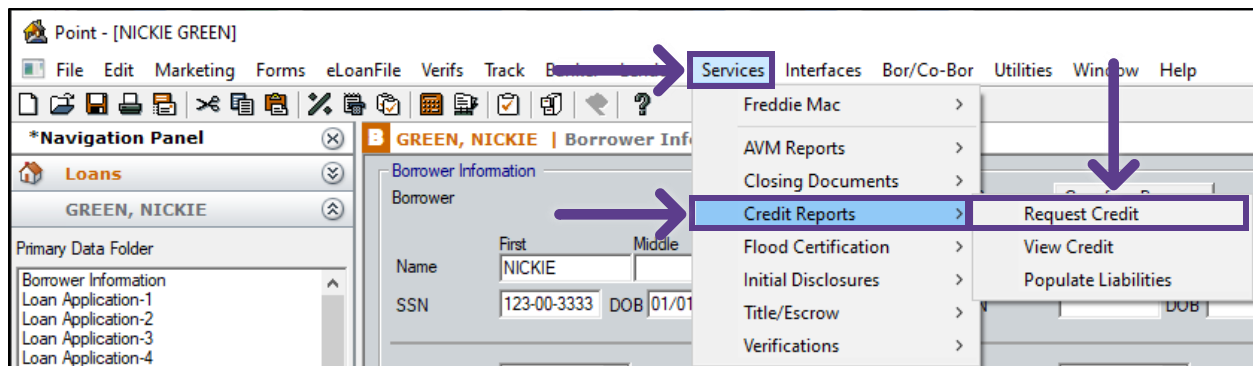 Point - [NICKIE GREEN]
File Edit Marketing Forms eLoanFile Verifs Track Services Interfaces Bor/Co-Bor Utilities Window Help
*Navigation Panel
B GREEN, NICKIE | Borrower Inf
Loans
GREEN, NICKIE
Primary Data Folder
Borrower Information
Loan Application-1
Loan Application-2
Loan Application-3
Loan Application-4
Borrower Information
Borrower
First Middle
Name NICKIE
SSN 123-00-3333 DOB 01/01
DOB
Freddie Mac
AVM Reports
Closing Documents
Credit Reports
Flood Certification
Initial Disclosures
Title/Escrow
Verifications
Request Credit
View Credit
Populate Liabilities